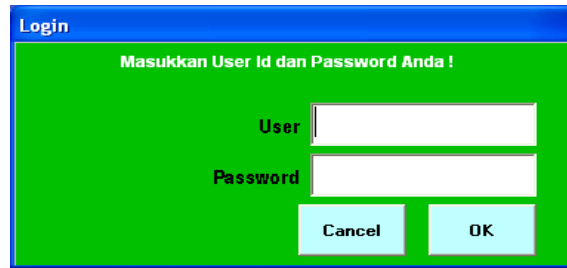 Login
Masukkan User Id dan Password Anda !
User
Password
Cancel OK